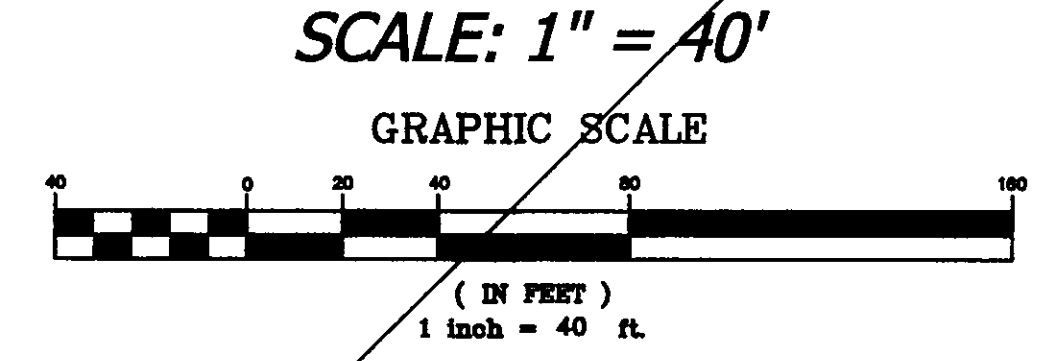 SCALE: 1" = 40'
GRAPHIC SCALE
40 0 20 40 80 160
( IN FEET )
1 inch = 40 ft.